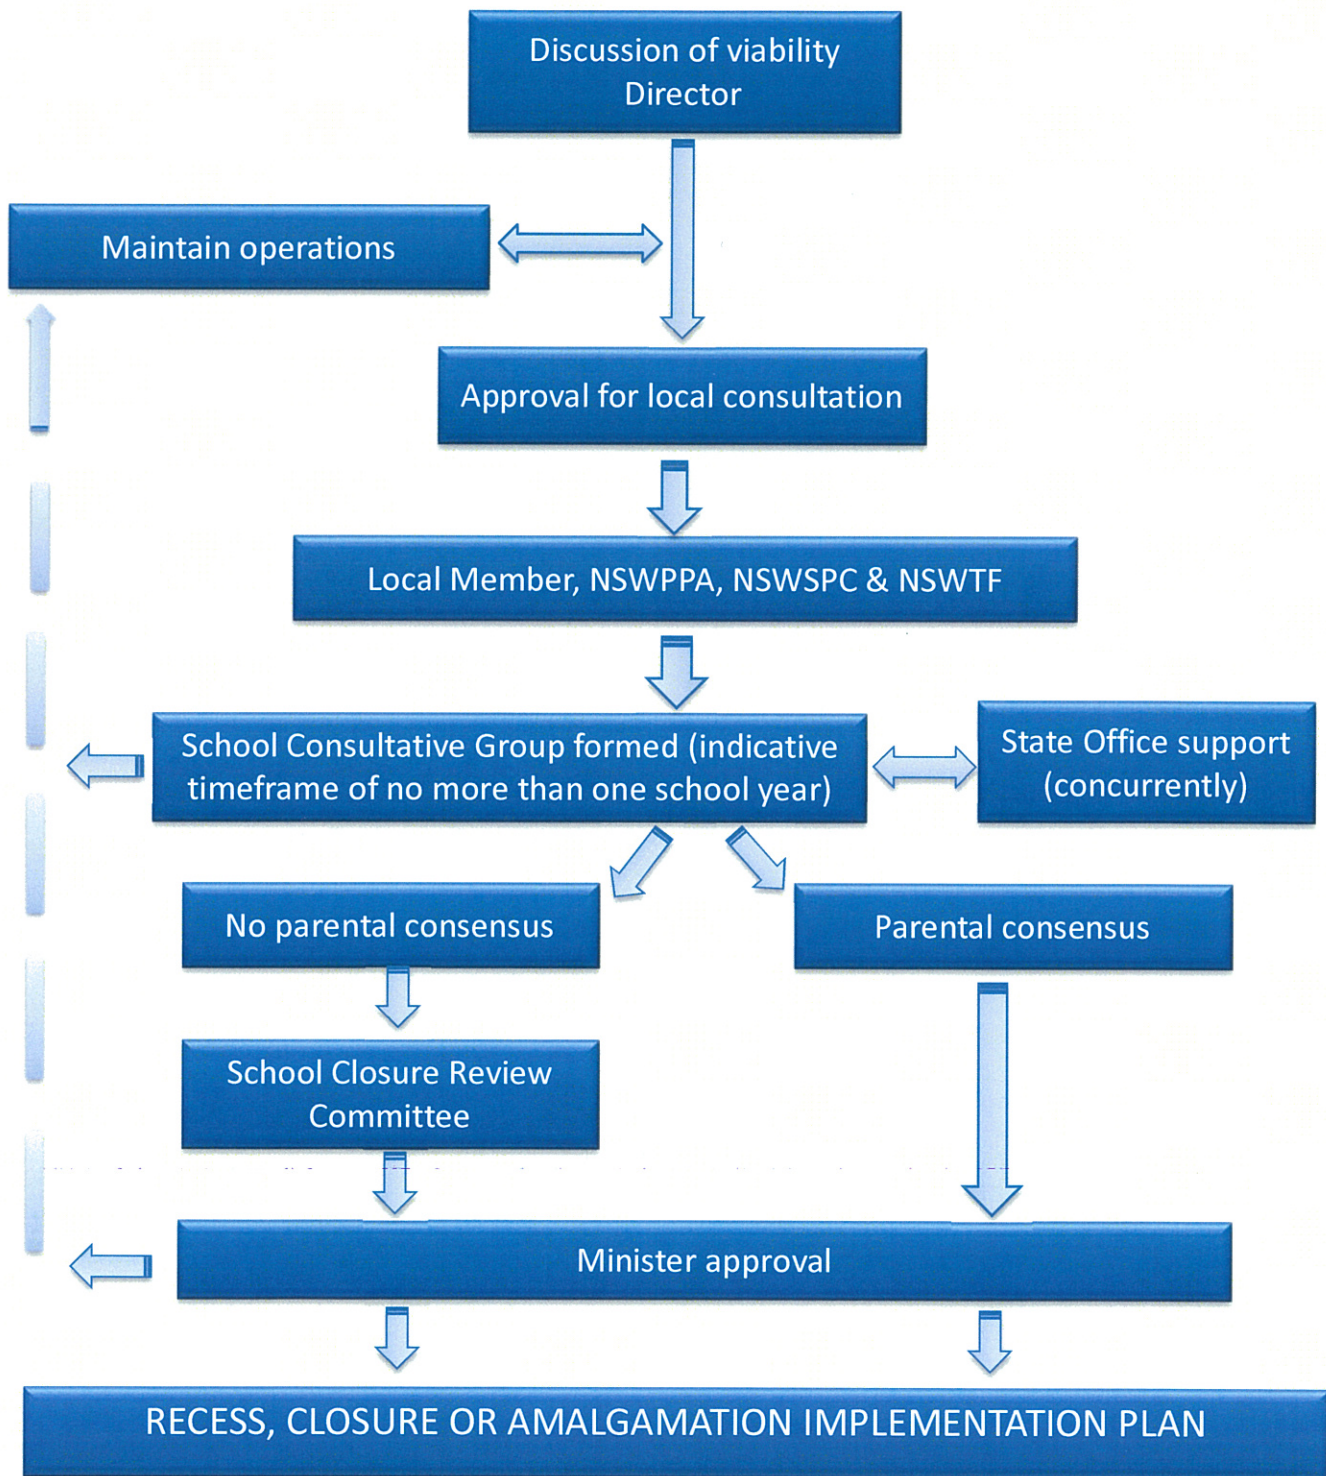 Discussion of viability
Director
Maintain operations
Approval for local consultation
Local Member, NSWPPA, NSWSPC & NSWTF
School Consultative Group formed (indicative
timeframe of no more than one school year)
State Office support
(concurrently)
No parental consensus
Parental consensus
School Closure Review
Committee
Minister approval
RECESS, CLOSURE OR AMALGAMATION IMPLEMENTATION PLAN